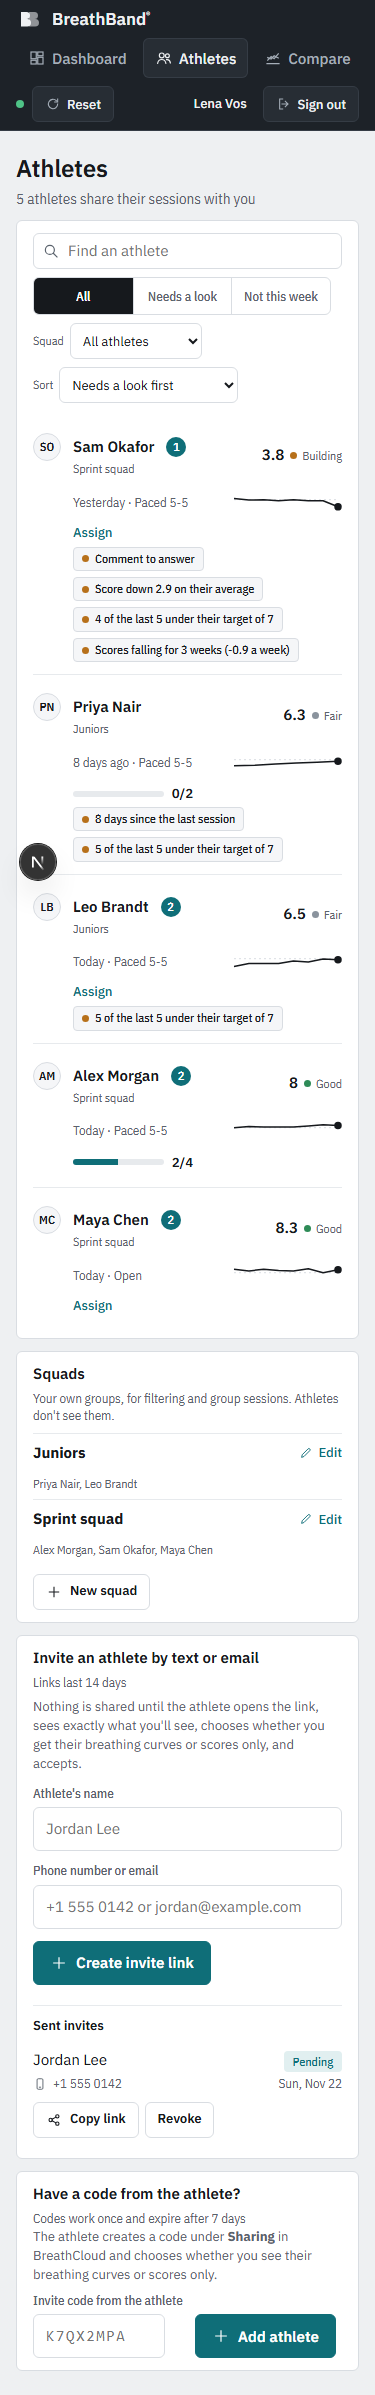 BreathBand®
Dashboard Athletes Compare
Reset Lena Vos Sign out
Athletes
5 athletes share their sessions with you
Find an athlete
All Needs a look Not this week
Squad All athletes
Sort Needs a look first
SO Sam Okafor 1
3.8 Building
Sprint squad
Yesterday · Paced 5-5
Assign
Comment to answer
Score down 2.9 on their average
4 of the last 5 under their target of 7
Scores falling for 3 weeks (-0.9 a week)
PN Priya Nair
6.3 Fair
Juniors
8 days ago · Paced 5-5
0/2
8 days since the last session
5 of the last 5 under their target of 7
N
LB Leo Brandt 2
6.5 Fair
Juniors
Today · Paced 5-5
Assign
5 of the last 5 under their target of 7
AM Alex Morgan 2
8 Good
Sprint squad
Today · Paced 5-5
2/4
MC Maya Chen 2
8.3 Good
Sprint squad
Today · Open
Assign
Squads
Your own groups, for filtering and group sessions. Athletes
don't see them.
Juniors Edit
Priya Nair, Leo Brandt
Sprint squad Edit
Alex Morgan, Sam Okafor, Maya Chen
New squad
Invite an athlete by text or email
Links last 14 days
Nothing is shared until the athlete opens the link,
sees exactly what you'll see, chooses whether you
get their breathing curves or scores only, and
accepts.
Athlete's name
Jordan Lee
Phone number or email
+1 555 0142 or jordan@example.com
Create invite link
Sent invites
Jordan Lee Pending
+1 555 0142 Sun, Nov 22
Copy link Revoke
Have a code from the athlete?
Codes work once and expire after 7 days
The athlete creates a code under Sharing in
BreathCloud and chooses whether you see their
breathing curves or scores only.
Invite code from the athlete
K7QX2MPA Add athlete